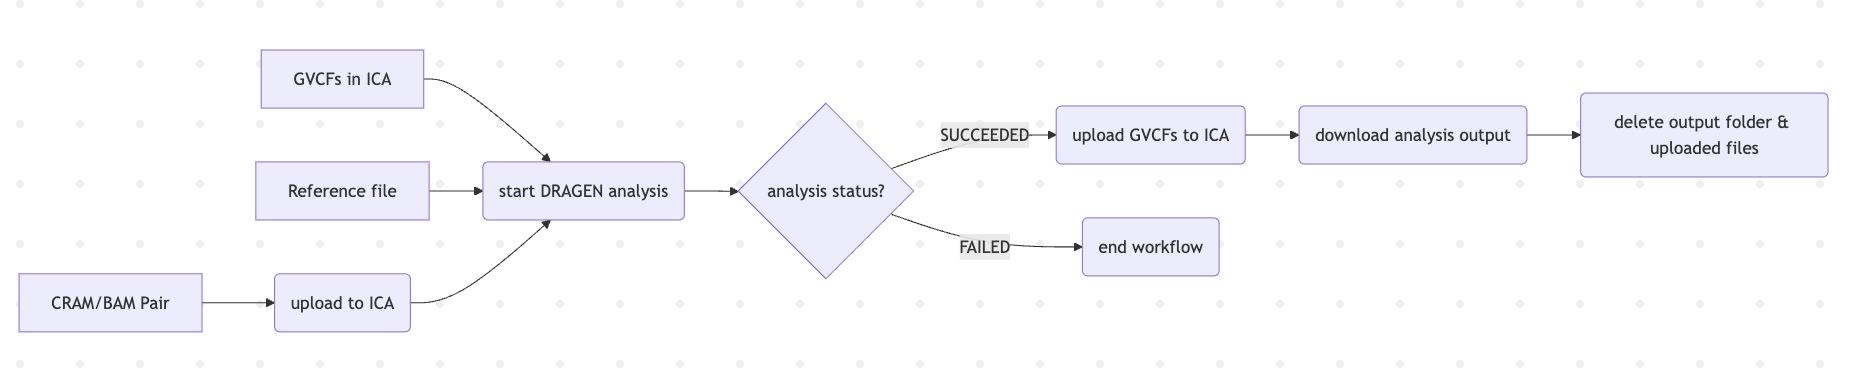 GVCFs in ICA
Reference file
CRAM/BAM Pair
upload to ICA
start DRAGEN analysis
analysis status?
SUCCEEDED
upload GVCFs to ICA
download analysis output
delete output folder &
uploaded files
FAILED
end workflow